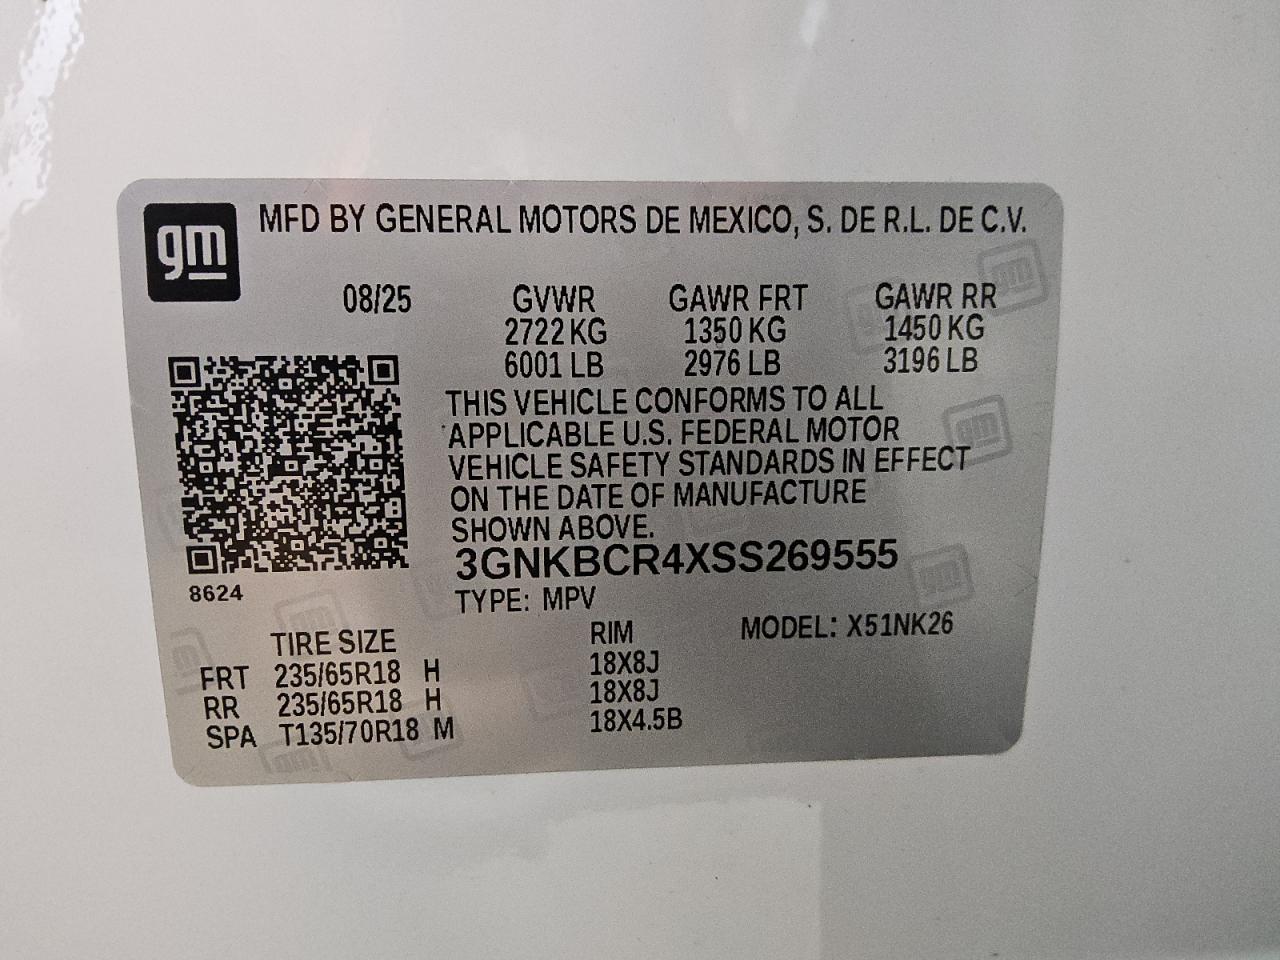 gm
MFD BY GENERAL MOTORS DE MEXICO, S. DE R.L. DE C.V.
08/25 GVWR GAWR FRT GAWR RR
2722 KG 1350 KG 1450 KG
6001 LB 2976 LB 3196 LB
THIS VEHICLE CONFORMS TO ALL
APPLICABLE U.S. FEDERAL MOTOR
VEHICLE SAFETY STANDARDS IN EFFECT
ON THE DATE OF MANUFACTURE
SHOWN ABOVE.
3GNKBCR4XSS269555
8624
TYPE: MPV
TIRE SIZE RIM MODEL: X51NK26
FRT 235/65R18 H 18X8J
RR 235/65R18 H 18X8J
SPA T135/70R18 M 18X4.5B